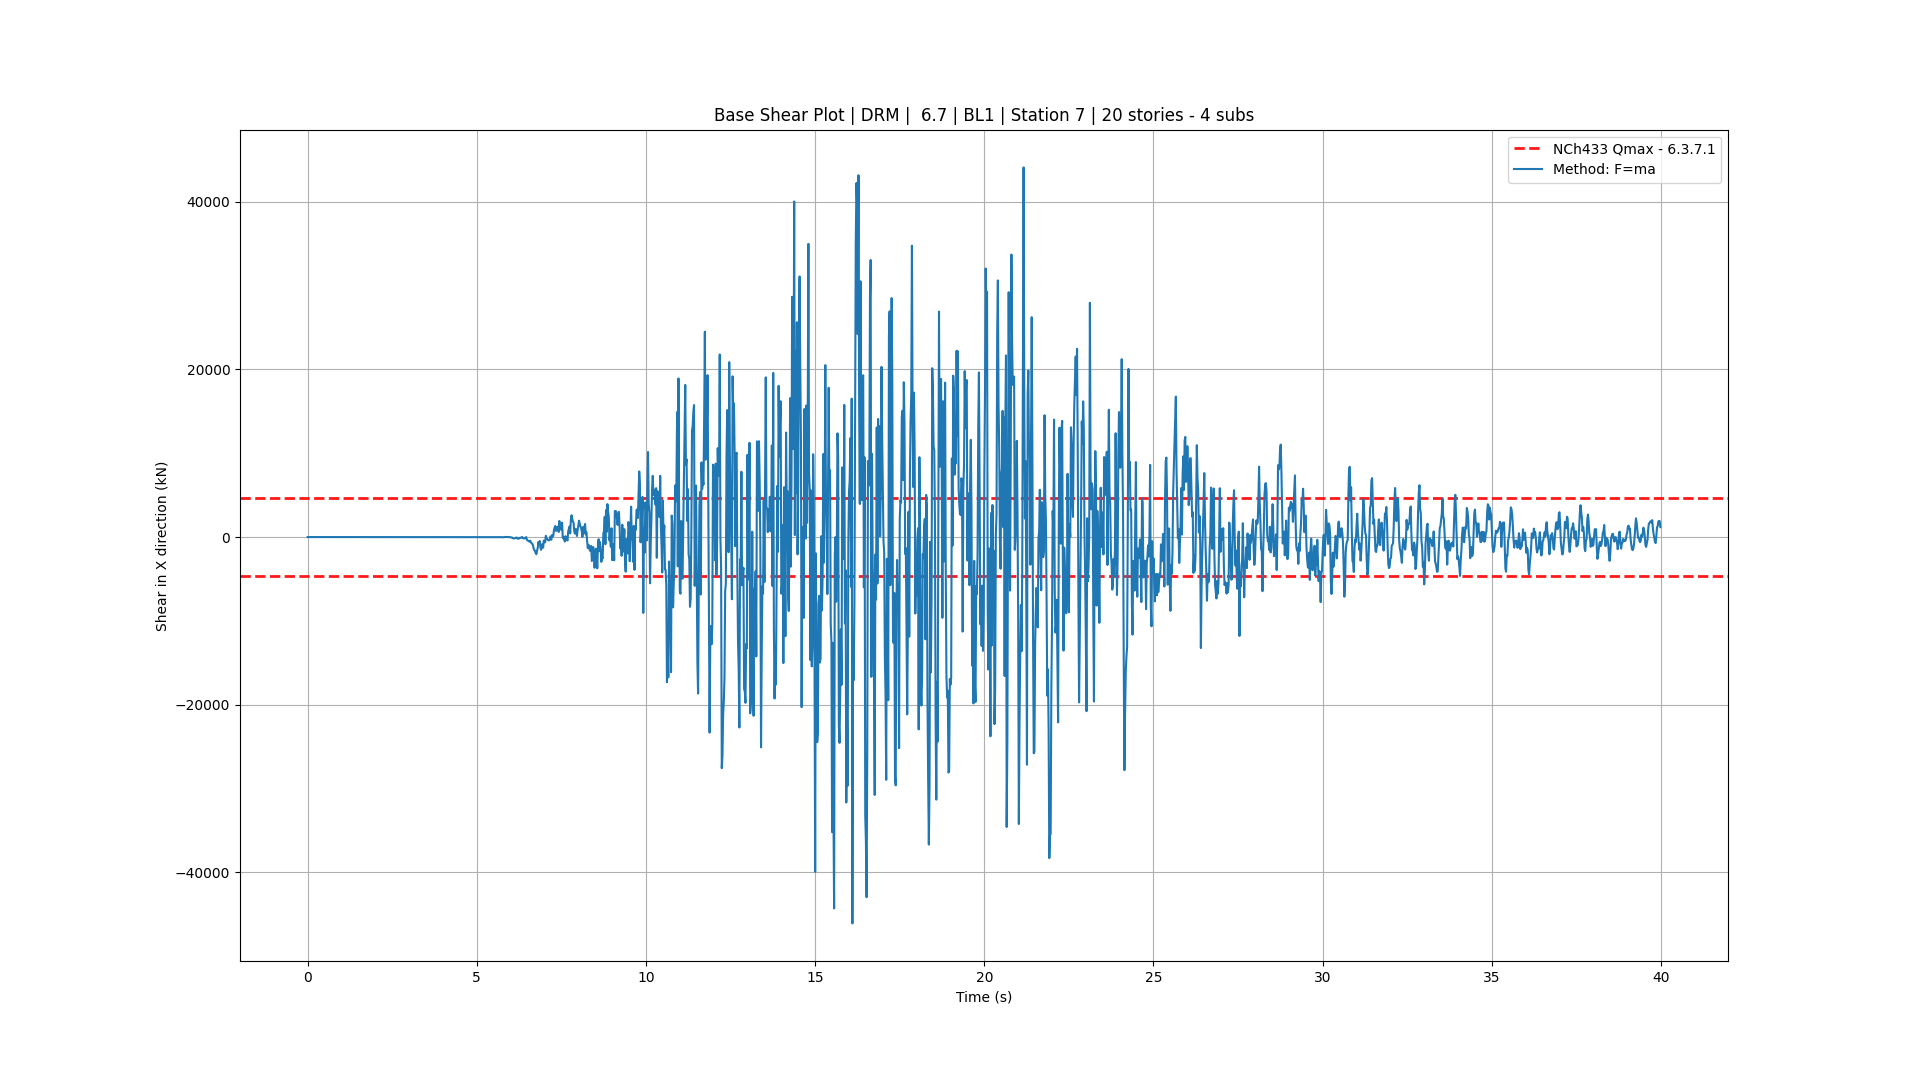 Base Shear Plot | DRM |  6.7 | BL1 | Station 7 | 20 stories - 4 subs
NCh433 Qmax - 6.3.7.1
Method: F=ma
Shear in X direction (kN)
40000
20000
0
−20000
−40000
0 5 10 15 20 25 30 35 40
Time (s)